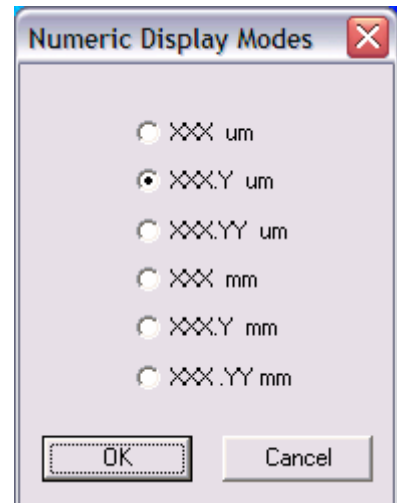 Numeric Display Modes
XXX um
XXX.Y um
XXX.YY um
XXX mm
XXX.Y mm
XXX .YY mm
OK Cancel